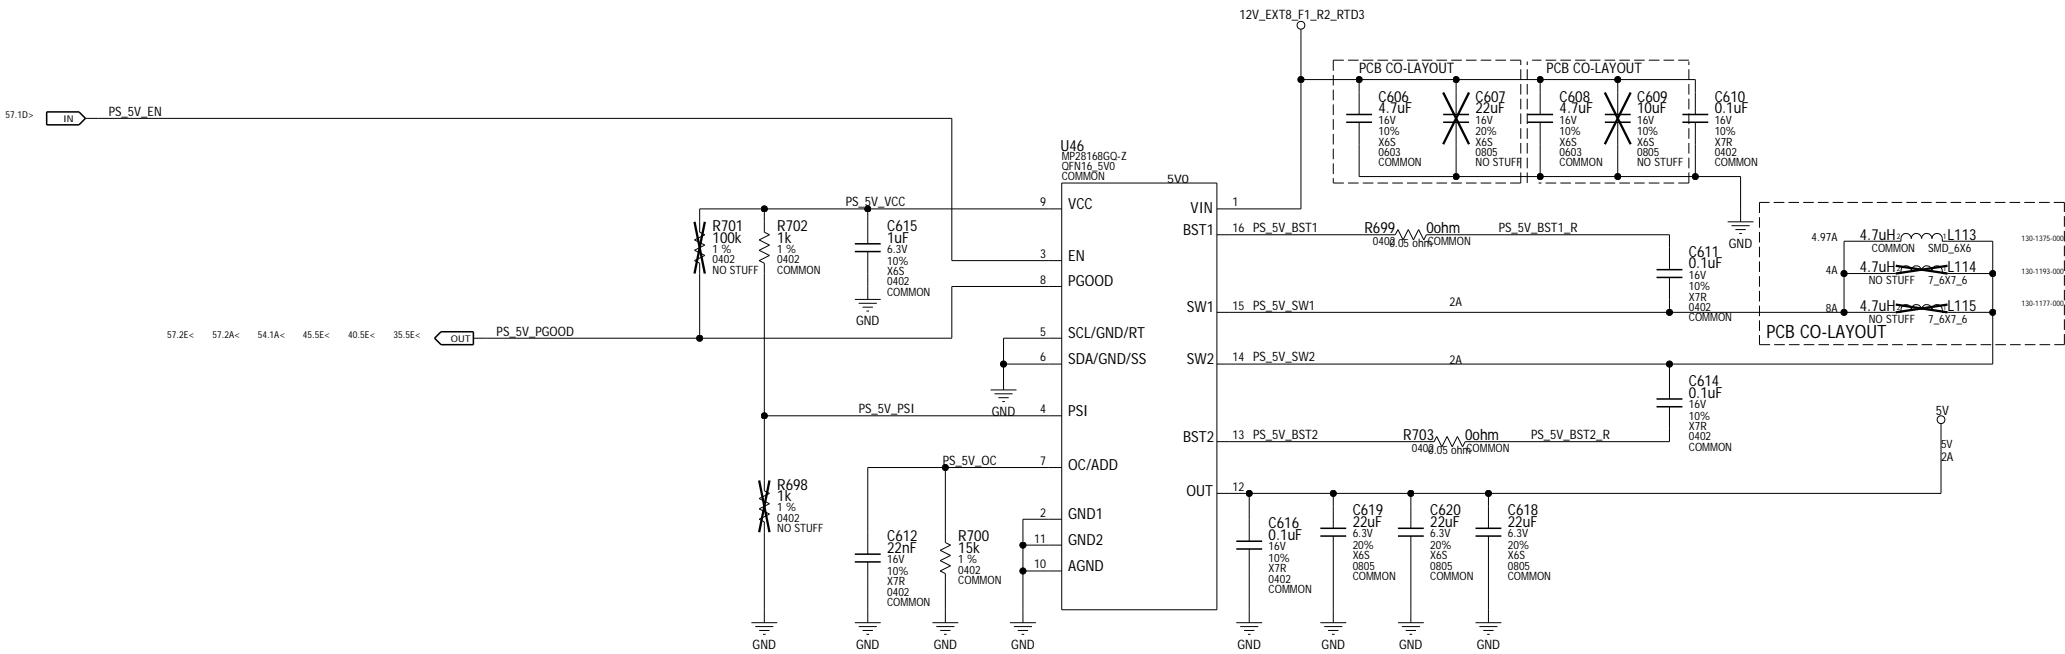 12V_EXT8_F1_R2_RTD3
PCB CO-LAYOUT
C606
4.7uF
16V
10%
X6S
0603
COMMON
C607
22uF
16V
20%
X6S
0805
NO STUFF
PCB CO-LAYOUT
C608
4.7uF
16V
10%
X6S
0603
COMMON
C609
10uF
16V
10%
X6S
0805
NO STUFF
C610
0.1uF
16V
10%
X7R
0402
COMMON
GND
57.1D>
IN
PS_5V_EN
U46
MP28168GQ-Z
QFN16_5V0
COMMON
5V0
PS_5V_VCC
9
VCC
R701
100k
1 %
0402
NO STUFF
R702
1k
1 %
0402
COMMON
C615
1uF
6.3V
10%
X6S
0402
COMMON
GND
3
EN
8
PGOOD
57.2E<
57.2A<
54.1A<
45.5E<
40.5E<
35.5E<
OUT
PS_5V_PGOOD
5
SCL/GND/RT
6
SDA/GND/SS
GND
PS_5V_PSI
4
PSI
PS_5V_OC
7
OC/ADD
R698
1k
1 %
0402
NO STUFF
C612
22nF
16V
10%
X7R
0402
COMMON
R700
15k
1 %
0402
COMMON
2
GND1
11
GND2
10
AGND
GND
GND
GND
GND
VIN
1
BST1
16
PS_5V_BST1
R699
0ohm
0402
0.05 ohm
COMMON
PS_5V_BST1_R
C611
0.1uF
16V
10%
X7R
0402
COMMON
SW1
15
PS_5V_SW1
2A
4.97A
4.7uH
2
1
L113
COMMON
SMD_6X6
130-1375-000
4A
4.7uH
L114
NO STUFF
7_6X7_6
130-1193-000
8A
4.7uH
L115
NO STUFF
7_6X7_6
130-1177-000
PCB CO-LAYOUT
SW2
14
PS_5V_SW2
2A
C614
0.1uF
16V
10%
X7R
0402
COMMON
BST2
13
PS_5V_BST2
R703
0ohm
0402
0.05 ohm
COMMON
PS_5V_BST2_R
5V
5V
2A
OUT
12
C616
0.1uF
16V
10%
X7R
0402
COMMON
C619
22uF
6.3V
20%
X6S
0805
COMMON
C620
22uF
6.3V
20%
X6S
0805
COMMON
C618
22uF
6.3V
20%
X6S
0805
COMMON
GND
GND
GND
GND